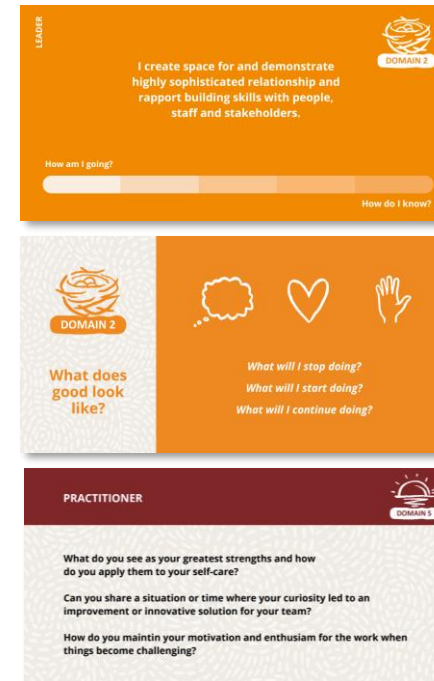 LEADER
DOMAIN 2
I create space for and demonstrate
highly sophisticated relationship and
rapport building skills with people,
staff and stakeholders.
How am I going?
How do I know?
DOMAIN 2
What does
good look
like?
What will I stop doing?
What will I start doing?
What will I continue doing?
PRACTITIONER
DOMAIN 5
What do you see as your greatest strengths and how
do you apply them to your self-care?
Can you share a situation or time where your curiosity led to an
improvement or innovative solution for your team?
How do you maintin your motivation and enthusiam for the work when
things become challenging?